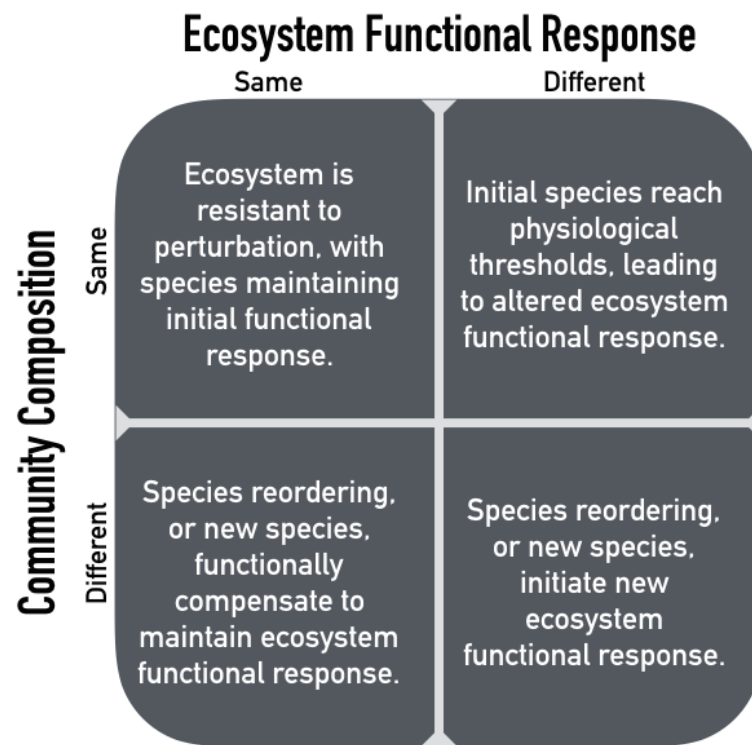 Ecosystem Functional Response
Same
Different
Community Composition
Same
Ecosystem is
resistant to
perturbation, with
species maintaining
initial functional
response.
Initial species reach
physiological
thresholds, leading
to altered ecosystem
functional response.
Different
Species reordering,
or new species,
functionally
compensate to
maintain ecosystem
functional response.
Species reordering,
or new species,
initiate new
ecosystem
functional response.